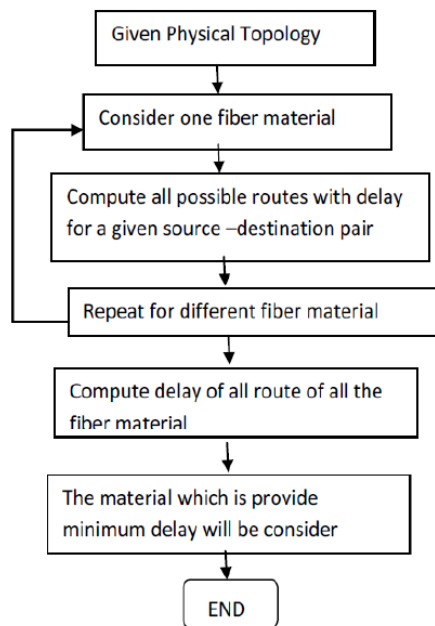 Given Physical Topology
Consider one fiber material
Compute all possible routes with delay
for a given source –destination pair
Repeat for different fiber material
Compute delay of all route of all the
fiber material
The material which is provide
minimum delay will be consider
END